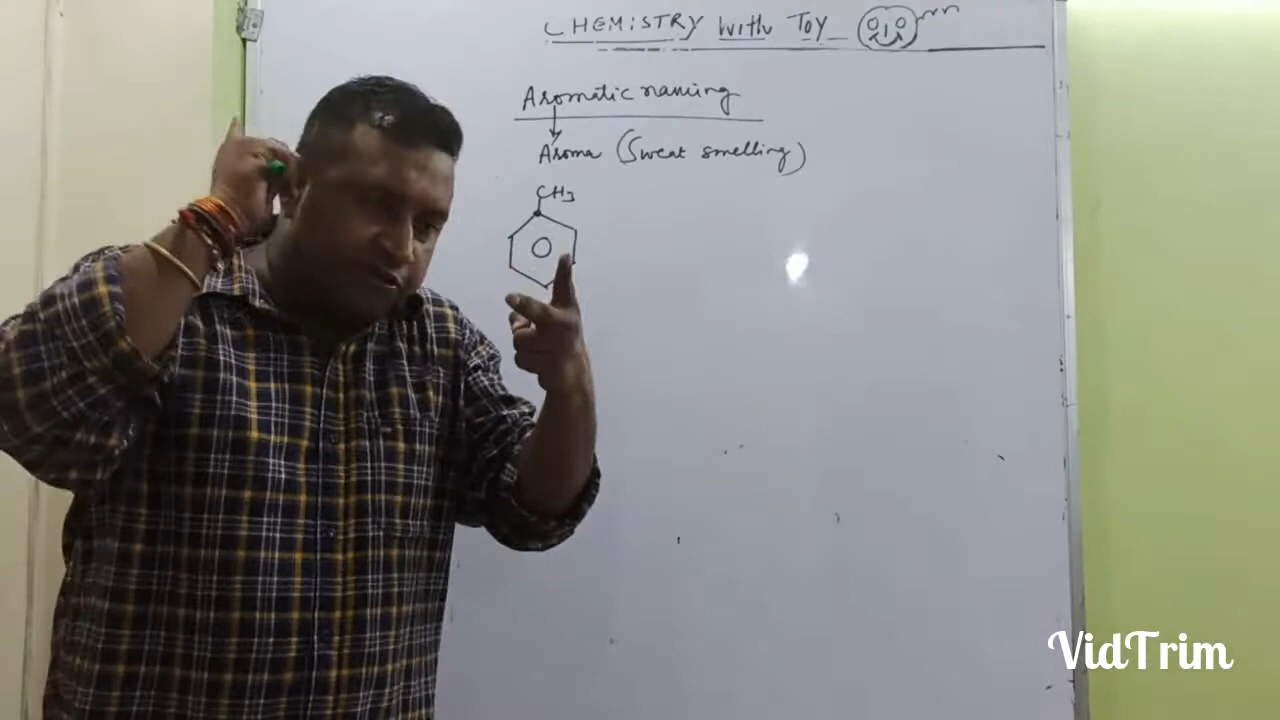 CHEMISTRY with TOY
Aromatic naming
Aroma (Sweat smelling)
CH3
VidTrim